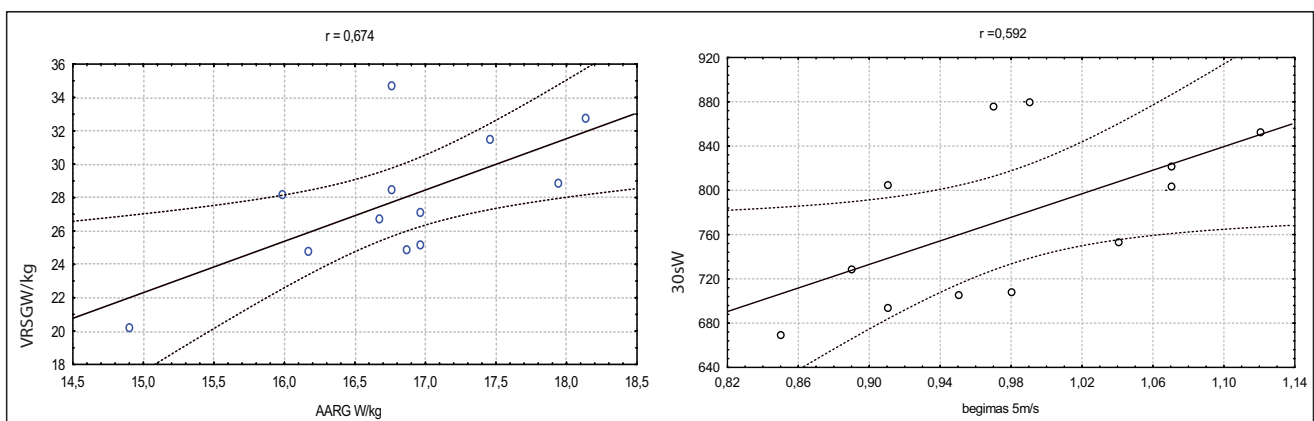 r = 0,674
36
34
32
30
28
26
24
22
20
18
VRSGW/kg
14,5 15,0 15,5 16,0 16,5 17,0 17,5 18,0 18,5
AARG W/kg
r =0,592
920
880
840
800
760
720
680
640
30sW
0,82 0,86 0,90 0,94 0,98 1,02 1,06 1,10 1,14
begimas 5m/s